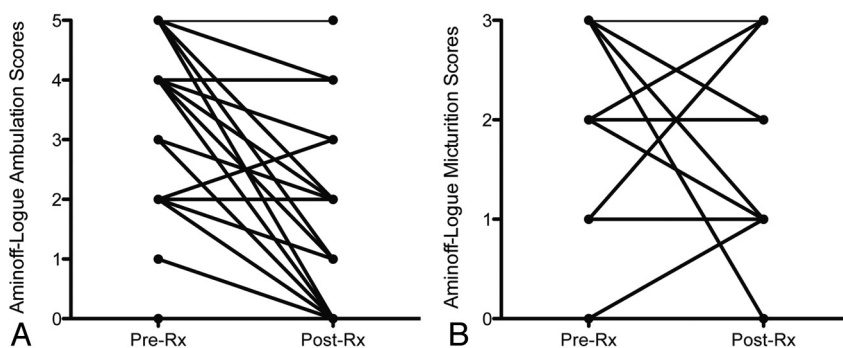 Aminoff-Logue Ambulation Scores
5
4
3
2
1
0
Pre-Rx
Post-Rx
A
Aminoff-Logue Micturition Scores
3
2
1
0
Pre-Rx
Post-Rx
B